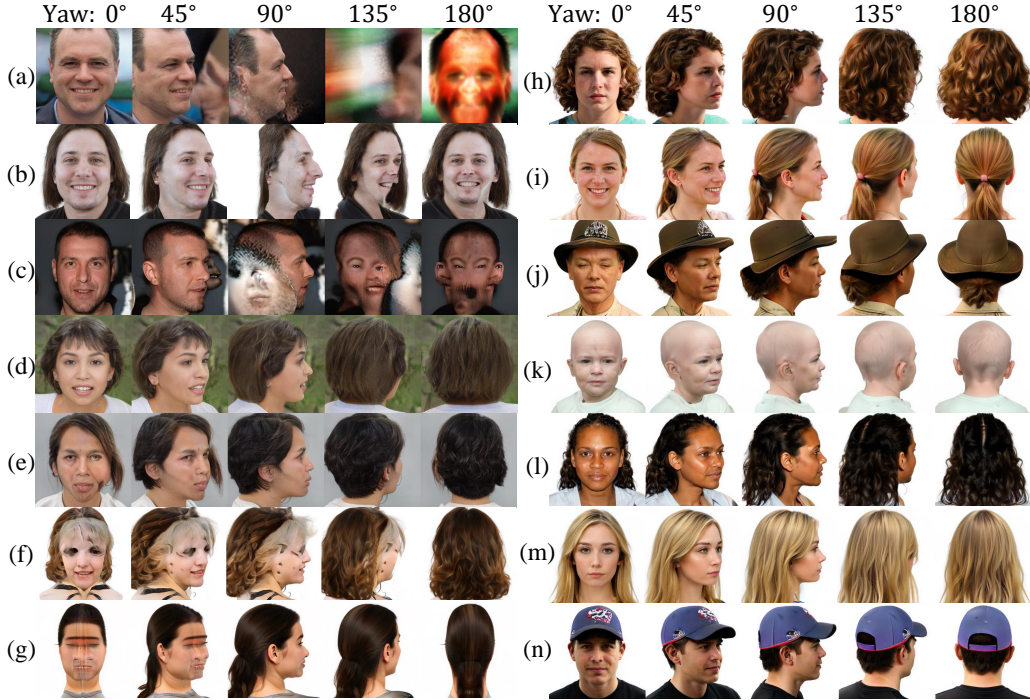 Yaw: 0° 45° 90° 135° 180°
(a)
(b)
(c)
(d)
(e)
(f)
(g)
Yaw: 0° 45° 90° 135° 180°
(h)
(i)
(j)
(k)
(l)
(m)
(n)